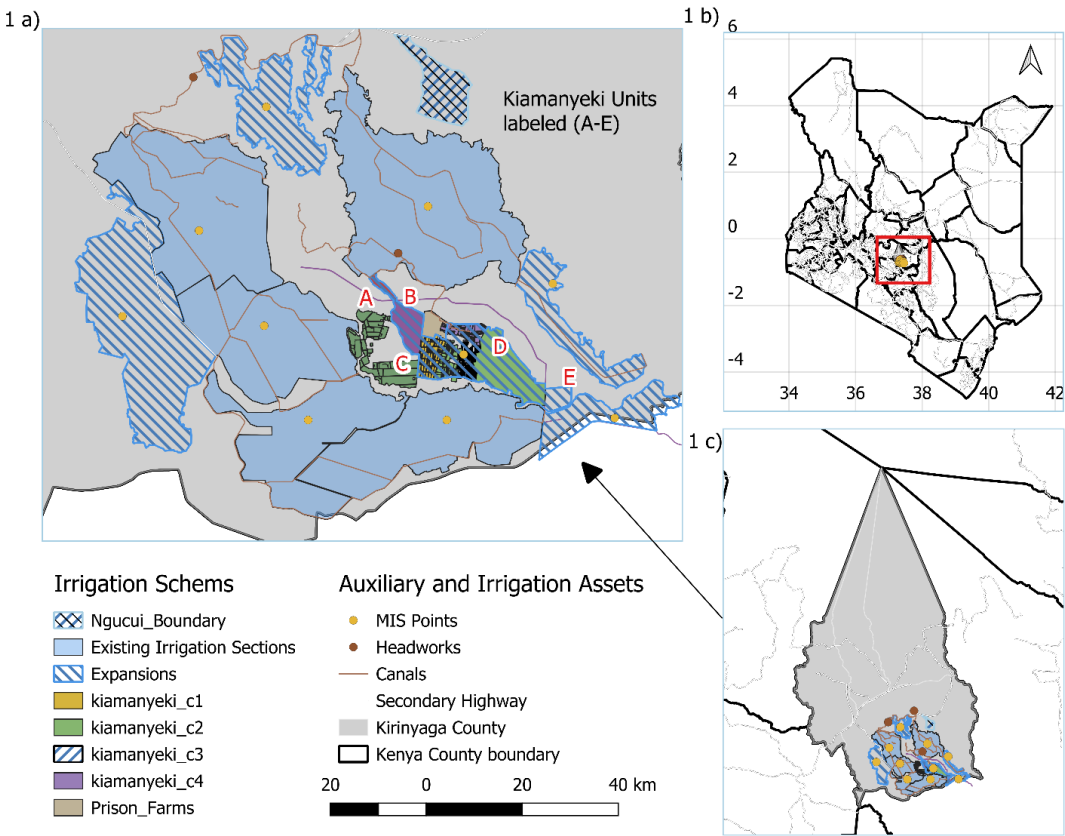 1 a)
Kiamanyeki Units
labeled (A-E)
A
B
C
D
E
1 b)
6
4
2
0
-2
-4
34
36
38
40
42
1 c)
Irrigation Schems
Ngucui_Boundary
Existing Irrigation Sections
Expansions
kiamanyeki_c1
kiamanyeki_c2
kiamanyeki_c3
kiamanyeki_c4
Prison_Farms
Auxiliary and Irrigation Assets
MIS Points
Headworks
Canals
Secondary Highway
Kirinyaga County
Kenya County boundary
20 0 20 40 km